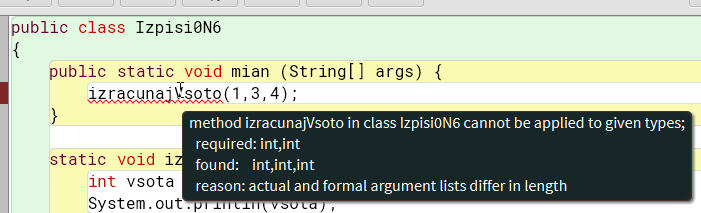 public class Izpisi0N6
{
public static void mian (String[] args) {
izracunajVsoto(1,3,4);
}
method izracunajVsoto in class Izpisi0N6 cannot be applied to given types;
required: int,int
found: int,int,int
reason: actual and formal argument lists differ in length
static void iz
int vsota
System.out.println(vsota);